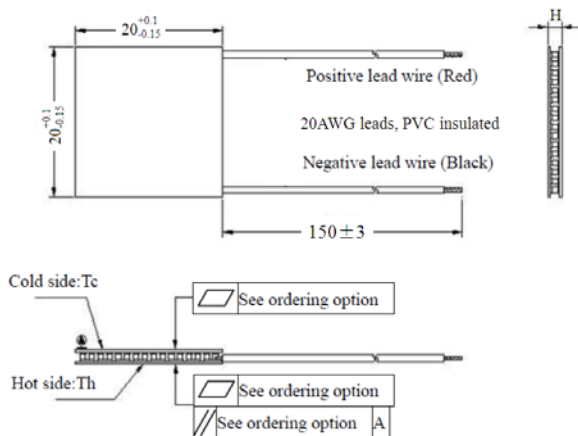 20+0.1-0.15
H
Positive lead wire (Red)
20+0.1-0.15
20AWG leads, PVC insulated
Negative lead wire (Black)
150±3
Cold side:Tc
See ordering option
A
Hot side:Th
See ordering option
See ordering option A